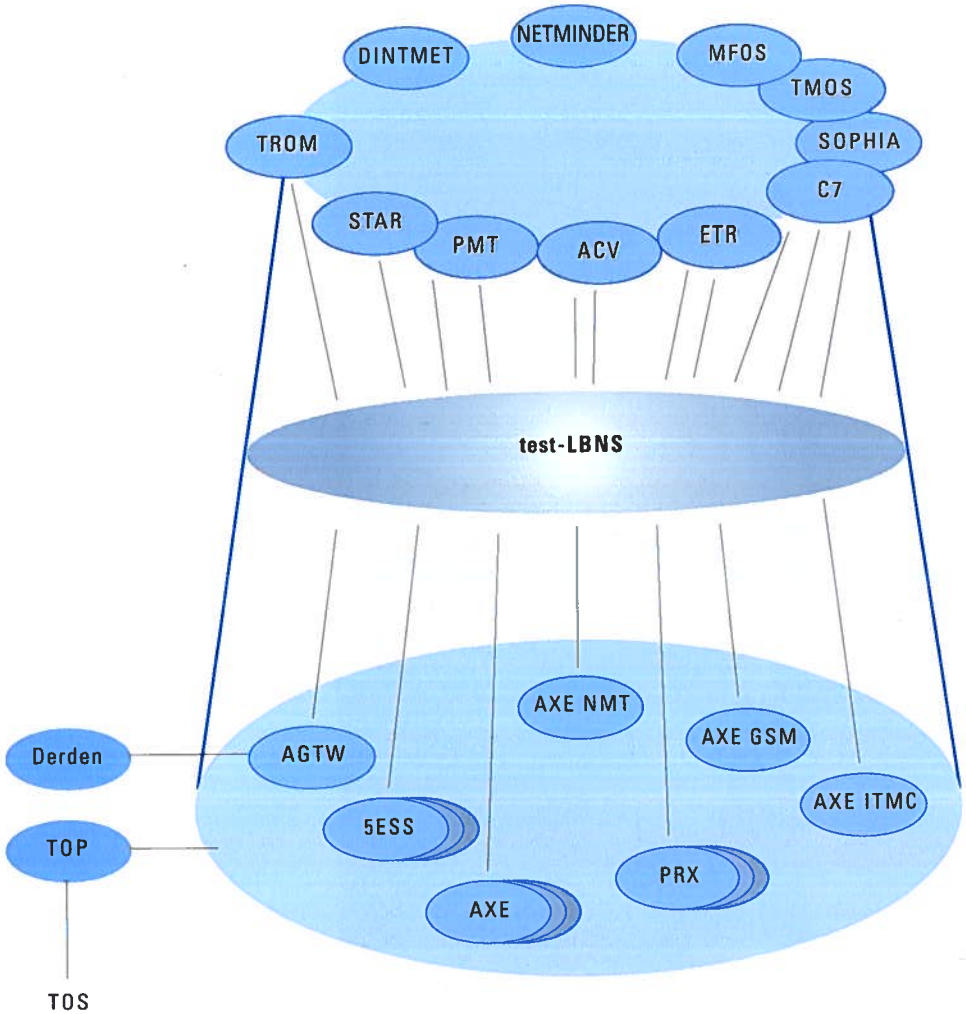 NETMINDER
DINTMET
MFOS
TMOS
TROM
SOPHIA
C7
STAR
PMT
ACV
ETR
test-LBNS
AXE NMT
AXE GSM
Derden
AGTW
AXE ITMC
5ESS
TOP
PRX
AXE
TOS